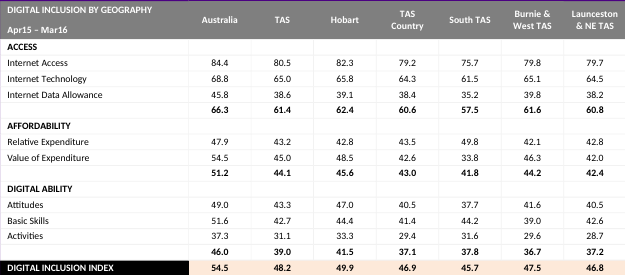 DIGITAL INCLUSION BY GEOGRAPHY Apr15 – Mar16 Australia TAS Hobart TAS Country South TAS Burnie & West TAS Launceston & NE TAS
ACCESS
Internet Access 84.4 80.5 82.3 79.2 75.7 79.8 79.7
Internet Technology 68.8 65.0 65.8 64.3 61.5 65.1 64.5
Internet Data Allowance 45.8 38.6 39.1 38.4 35.2 39.8 38.2
66.3 61.4 62.4 60.6 57.5 61.6 60.8
AFFORDABILITY
Relative Expenditure 47.9 43.2 42.8 43.5 49.8 42.1 42.8
Value of Expenditure 54.5 45.0 48.5 42.6 33.8 46.3 42.0
51.2 44.1 45.6 43.0 41.8 44.2 42.4
DIGITAL ABILITY
Attitudes 49.0 43.3 47.0 40.5 37.7 41.6 40.5
Basic Skills 51.6 42.7 44.4 41.4 44.2 39.0 42.6
Activities 37.3 31.1 33.3 29.4 31.6 29.6 28.7
46.0 39.0 41.5 37.1 37.8 36.7 37.2
DIGITAL INCLUSION INDEX 54.5 48.2 49.9 46.9 45.7 47.5 46.8